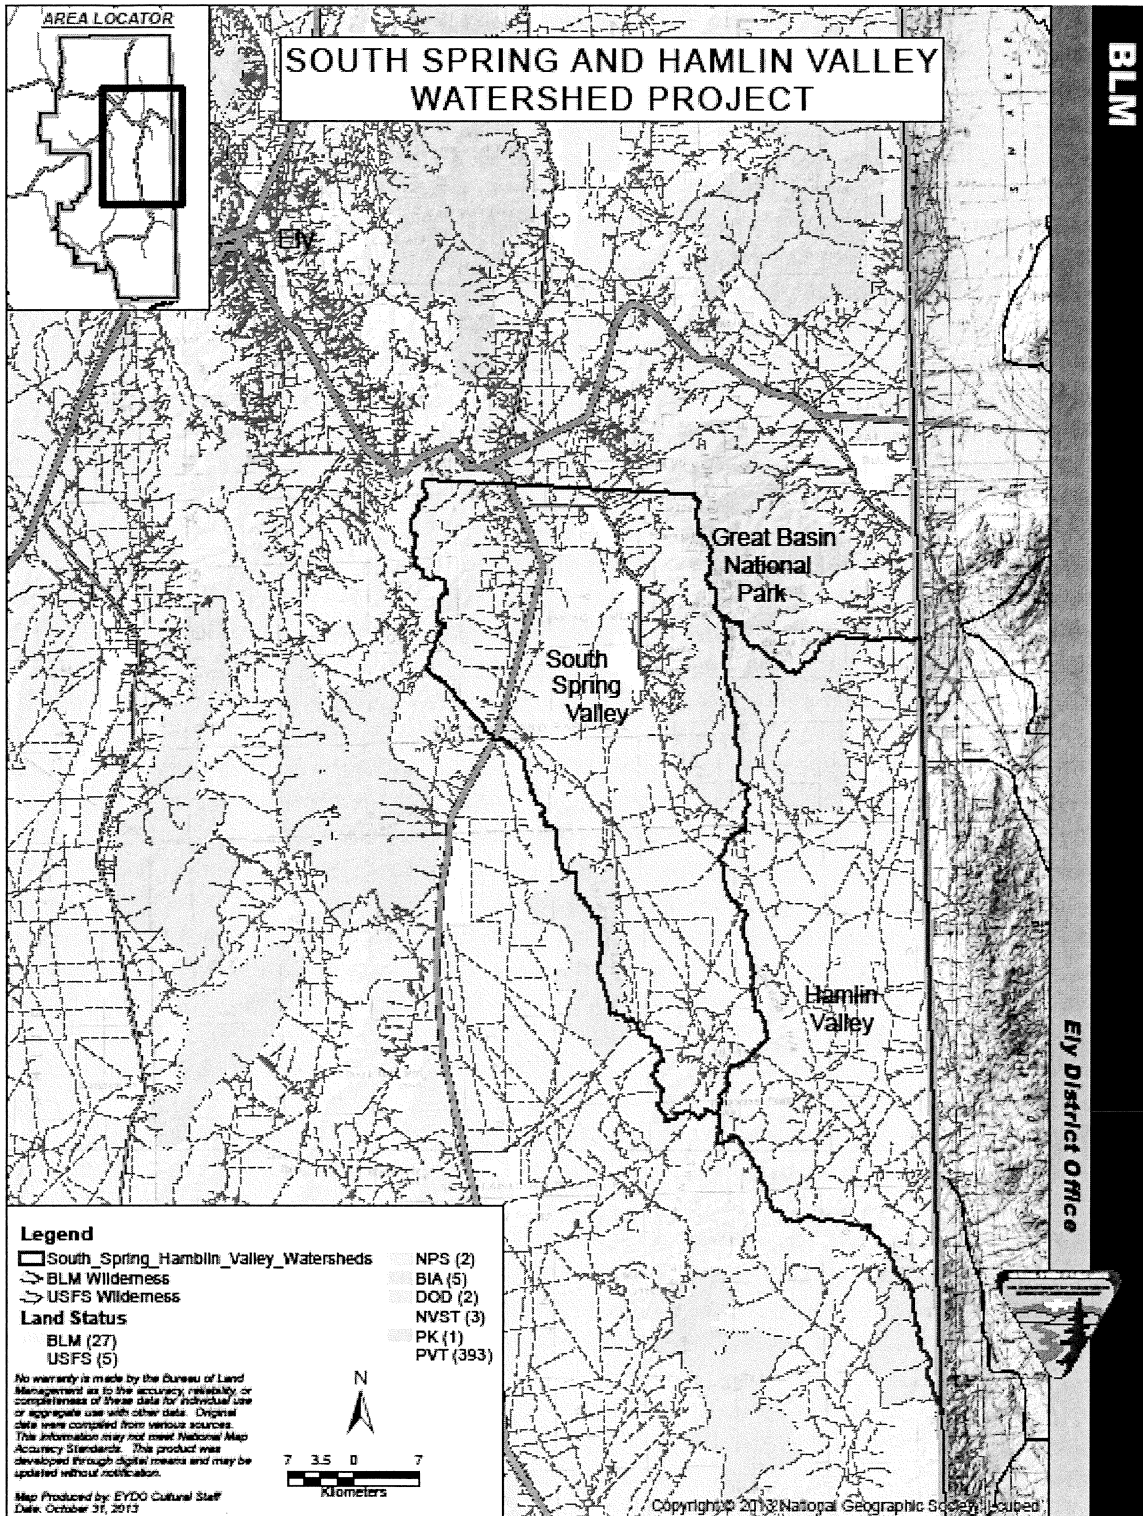 AREA LOCATOR
SOUTH SPRING AND HAMLIN VALLEY
WATERSHED PROJECT
BLM
Ely
Great Basin
National
Park
South
Spring
Valley
Hamlin
Valley
Ely District Office
Legend
South_Spring_Hamblin_Valley_Watersheds
BLM Wilderness
USFS Wilderness
Land Status
BLM (27)
USFS (5)
NPS (2)
BIA (5)
DOD (2)
NVST (3)
PK (1)
PVT (393)
No warranty is made by the Bureau of Land
Management as to the accuracy, reliability, or
completeness of these data for individual use
or aggregate use with other data. Original
data were compiled from various sources.
This information may not meet National Map
Accuracy Standards. This product was
developed through digital means and may be
updated without notification.
Map Produced by: EYDO Cultural Staff
Date: October 31, 2013
N
7 3.5 0 7
Kilometers
Copyright:© 2013 National Geographic Society, i-cubed